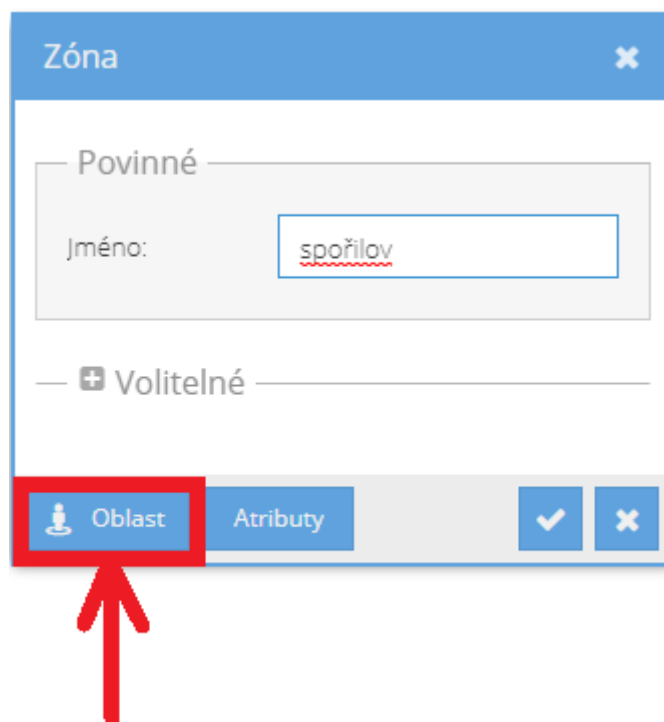 Zóna
Povinné
Jméno: spořilov
Volitelné
Oblast Atributy